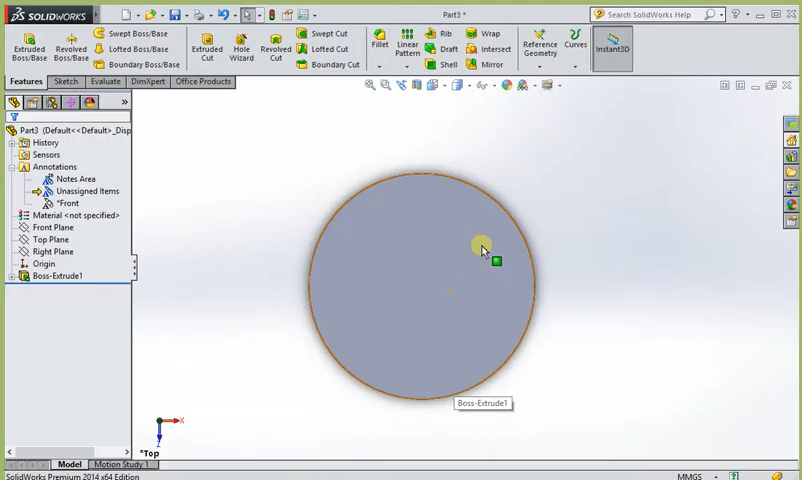 SOLIDWORKS
Part3 *
Search SolidWorks Help
Extruded Boss/Base
Revolved Boss/Base
Swept Boss/Base
Lofted Boss/Base
Boundary Boss/Base
Extruded Cut
Hole Wizard
Revolved Cut
Swept Cut
Lofted Cut
Boundary Cut
Fillet
Linear Pattern
Rib
Draft
Shell
Wrap
Intersect
Mirror
Reference Geometry
Curves
Instant3D
Features
Sketch
Evaluate
DimXpert
Office Products
Part3 (Default<<Default>_Disp
History
Sensors
Annotations
Notes Area
Unassigned Items
*Front
Material <not specified>
Front Plane
Top Plane
Right Plane
Origin
Boss-Extrude1
Boss-Extrude1
X
Z
*Top
Model
Motion Study 1
SolidWorks Premium 2014 x64 Edition
MMGS